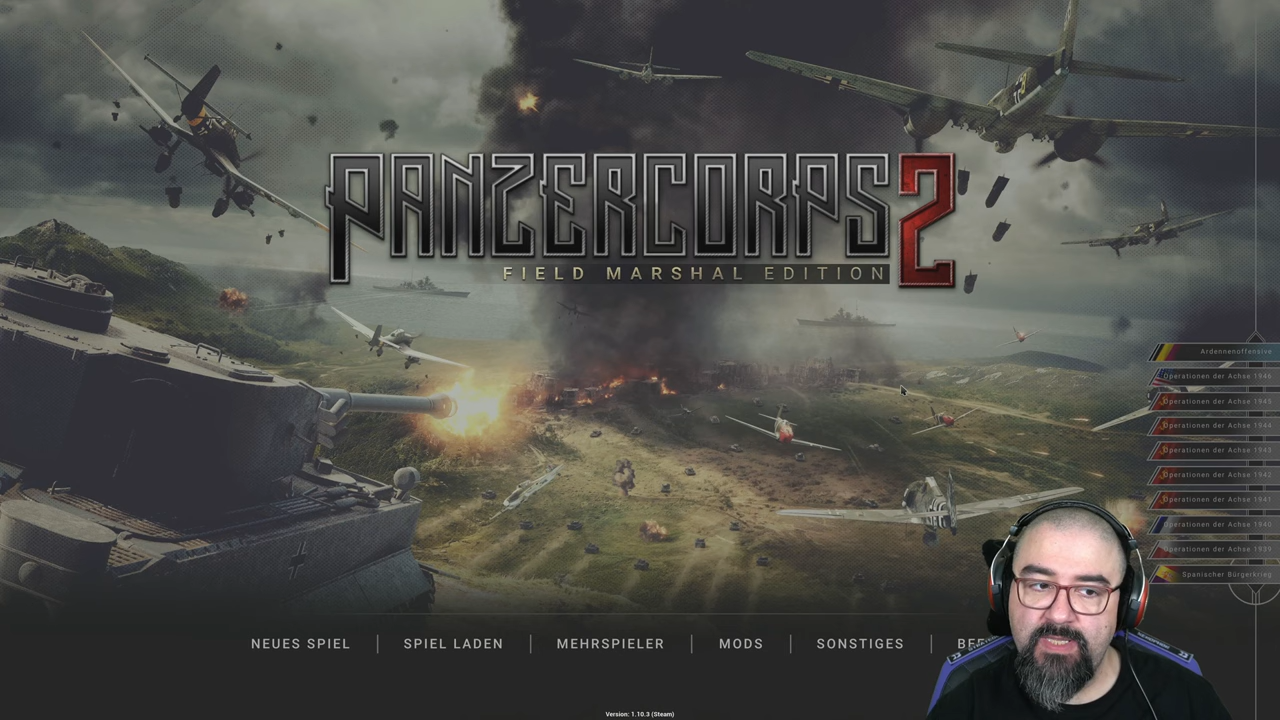 PANZERCORPS 2
FIELD MARSHAL EDITION
Ardennenoffensive
Operationen der Achse 1946
Operationen der Achse 1945
Operationen der Achse 1944
Operationen der Achse 1943
Operationen der Achse 1942
Operationen der Achse 1941
Operationen der Achse 1940
Operationen der Achse 1939
Spanischer Bürgerkrieg
NEUES SPIEL
SPIEL LADEN
MEHRSPIELER
MODS
SONSTIGES
Version: 1.10.3 (Steam)